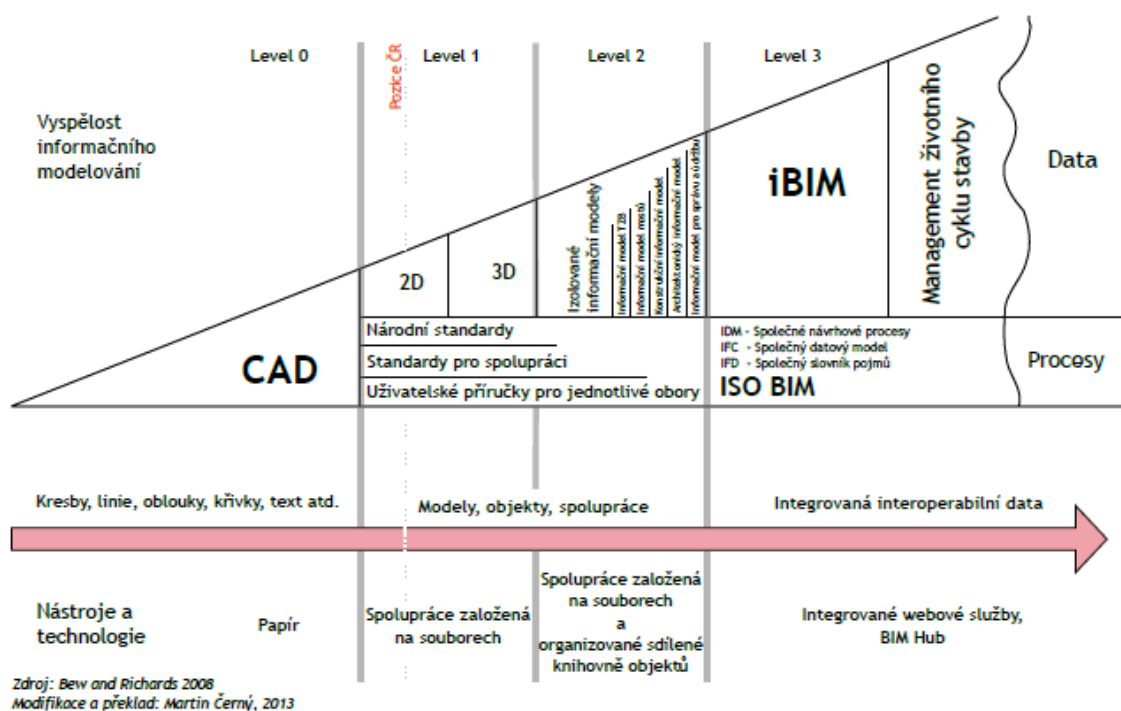 Level 0
Level 1
Level 2
Level 3
Pozice ČR
Vyspělost
informačního
modelování
2D
3D
Izolované
informační modely
Informační model TZB
Informační model mostů
Konstrukční informační model
Architektonický informační model
Informační model pro správu a údržbu
iBIM
Management životního
cyklu stavby
Data
CAD
Národní standardy
Standardy pro spolupráci
Uživatelské příručky pro jednotlivé obory
IDM - Společné návrhové procesy
IFC - Společný datový model
IFD - Společný slovník pojmů
ISO BIM
Procesy
Kresby, linie, oblouky, křivky, text atd.
Modely, objekty, spolupráce
Integrovaná interoperabilní data
Nástroje a
technologie
Papír
Spolupráce založená
na souborech
Spolupráce založená
na souborech
a
organizované sdílené
knihovně objektů
Integrované webové služby,
BIM Hub
Zdroj: Bew and Richards 2008
Modifikace a překlad: Martin Černý, 2013